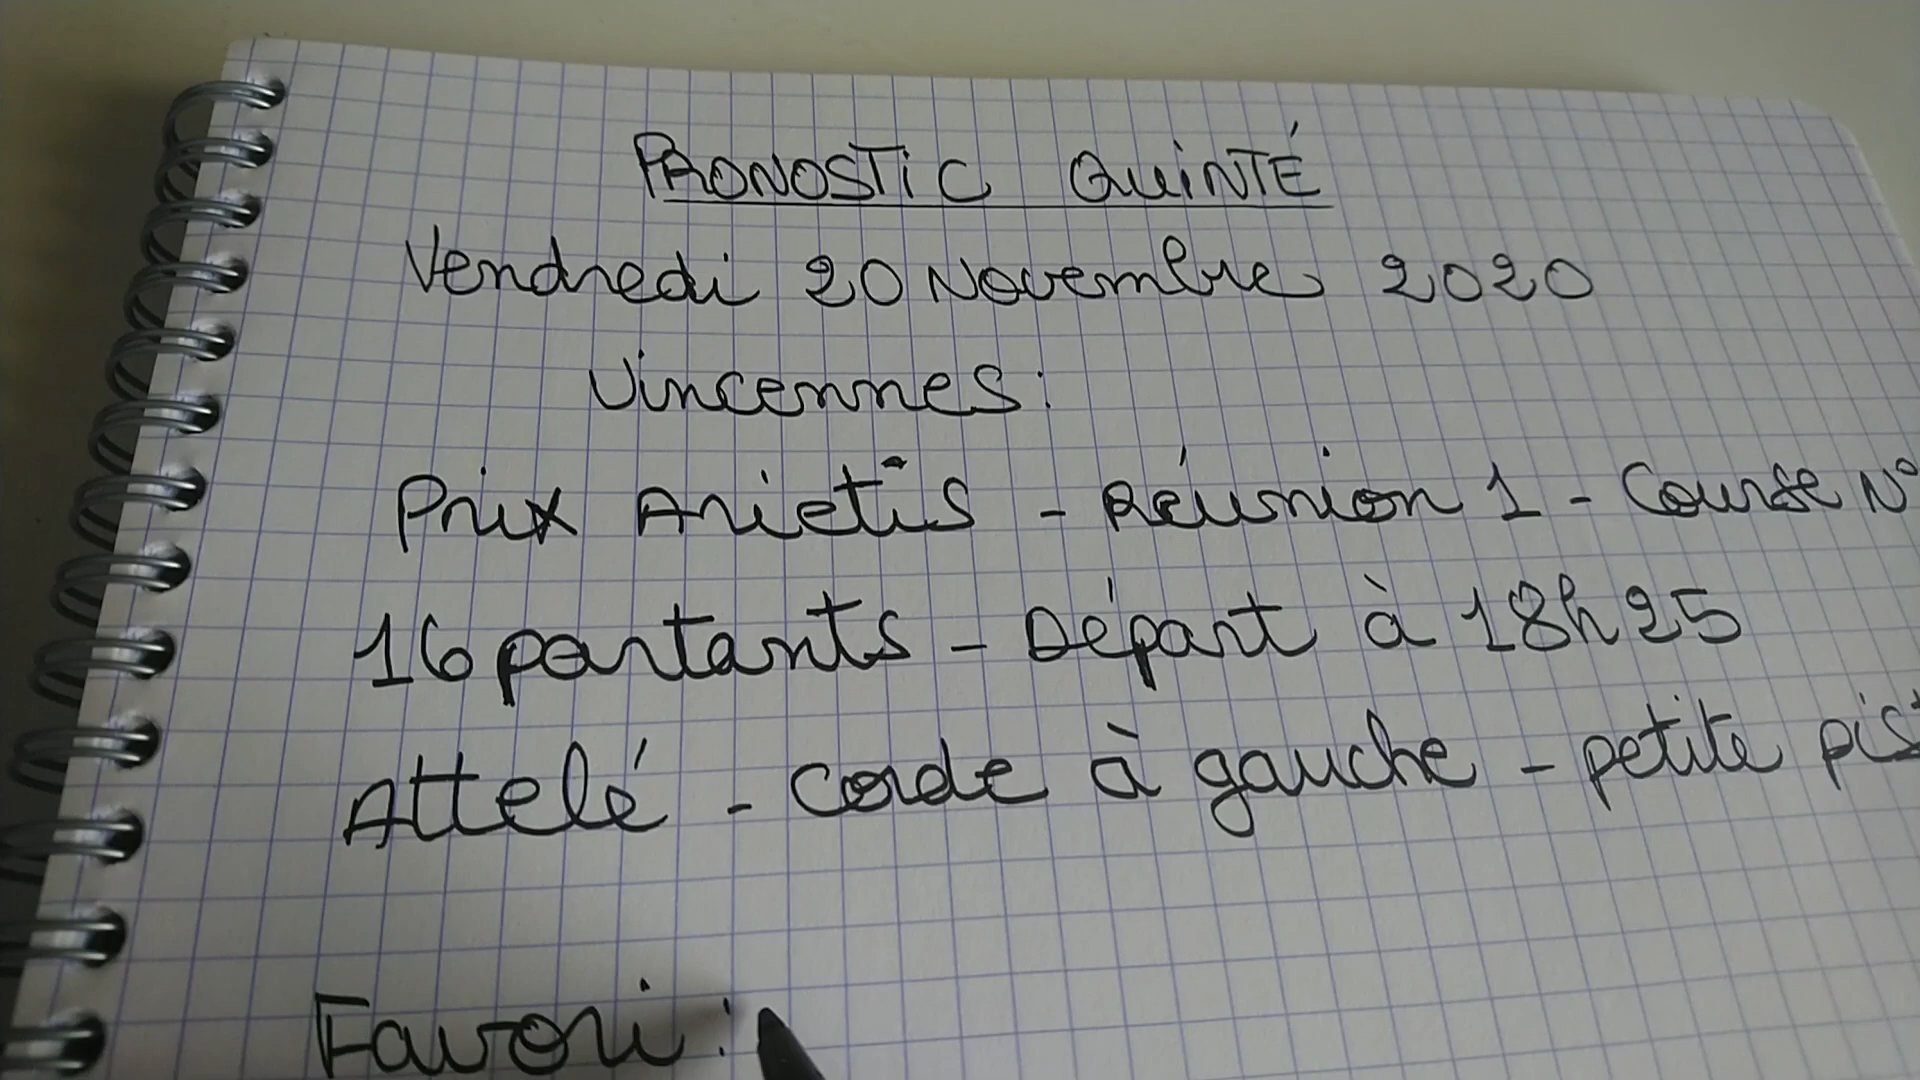 PRONOSTIC QUINTÉ
Vendredi 20 Novembre 2020
Vincennes:
Prix Arietis - Réunion 1 - Course N°
16 partants - Départ à 18h25
Attelé - corde à gauche - petite pist
Favori: